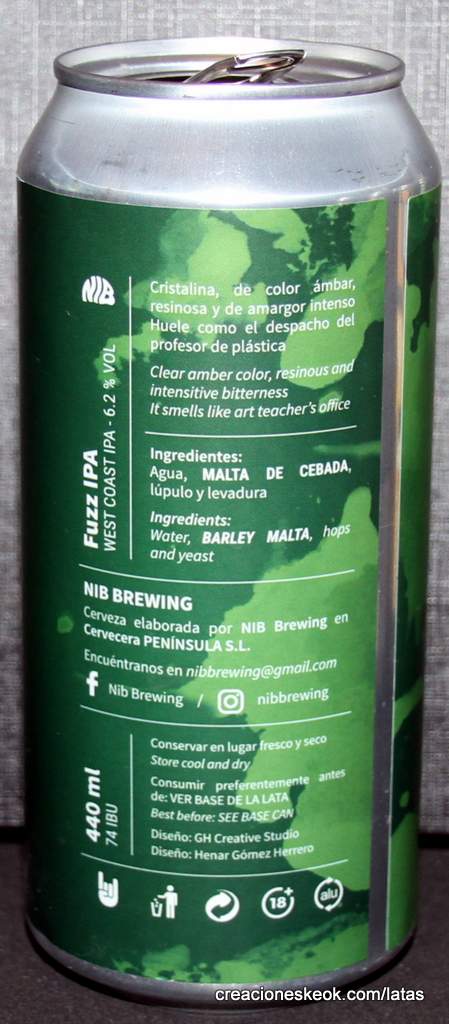 NIB
Fuzz IPA
WEST COAST IPA - 6.2 % VOL
Cristalina, de color ámbar,
resinosa y de amargor intenso
Huele como el despacho del
profesor de plástica
Clear amber color, resinous and
intensitive bitterness
It smells like art teacher's office
Ingredientes:
Agua, MALTA DE CEBADA,
lúpulo y levadura
Ingredients:
Water, BARLEY MALTA, hops
and yeast
NIB BREWING
Cerveza elaborada por NIB Brewing en
Cervecera PENÍNSULA S.L.
Encuéntranos en nibbrewing@gmail.com
f Nib Brewing / nibbrewing
440 ml
74 IBU
Conservar en lugar fresco y seco
Store cool and dry
Consumir preferentemente antes
de: VER BASE DE LA LATA
Best before: SEE BASE CAN
Diseño: GH Creative Studio
Diseño: Henar Gómez Herrero
18+ alu
creacioneskeok.com/latas